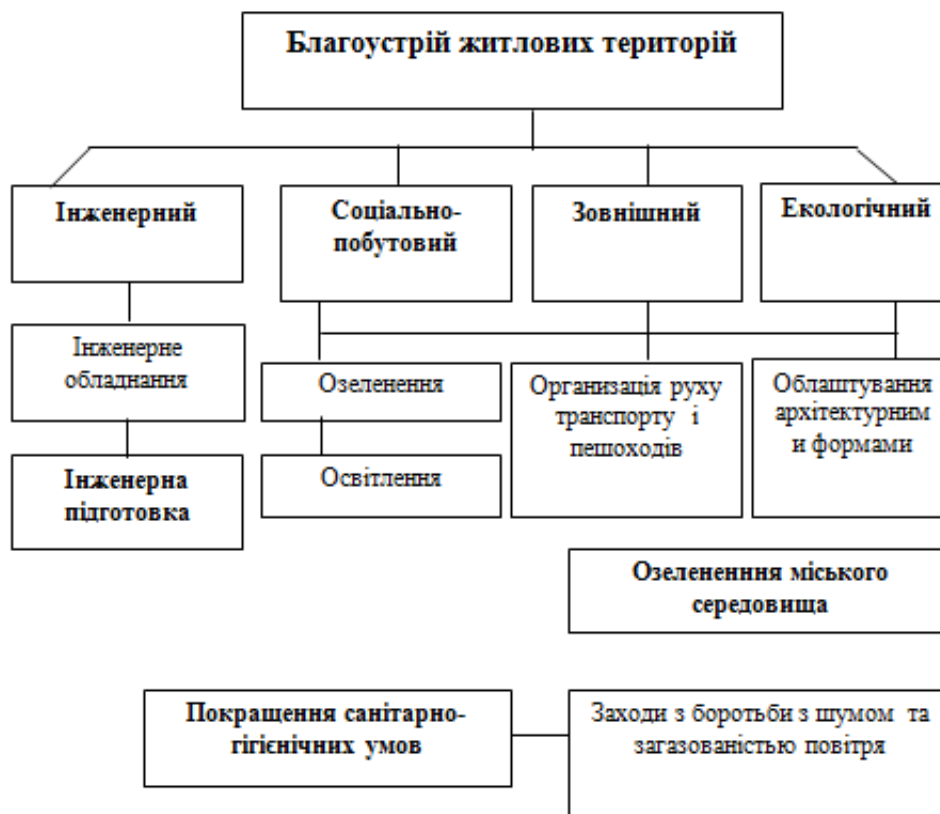 Благоустрій житлових територій
Інженерний
Соціально-
побутовий
Зовнішний
Екологічний
Інженерне
обладнання
Озеленення
Организація руху
транспорту і
пешоходів
Облаштування
архітектурним
и формами
Інженерна
підготовка
Освітлення
Озелененння міського
середовища
Покращення санітарно-
гігієнічних умов
Заходи з боротьби з шумом та
загазованістью повітря